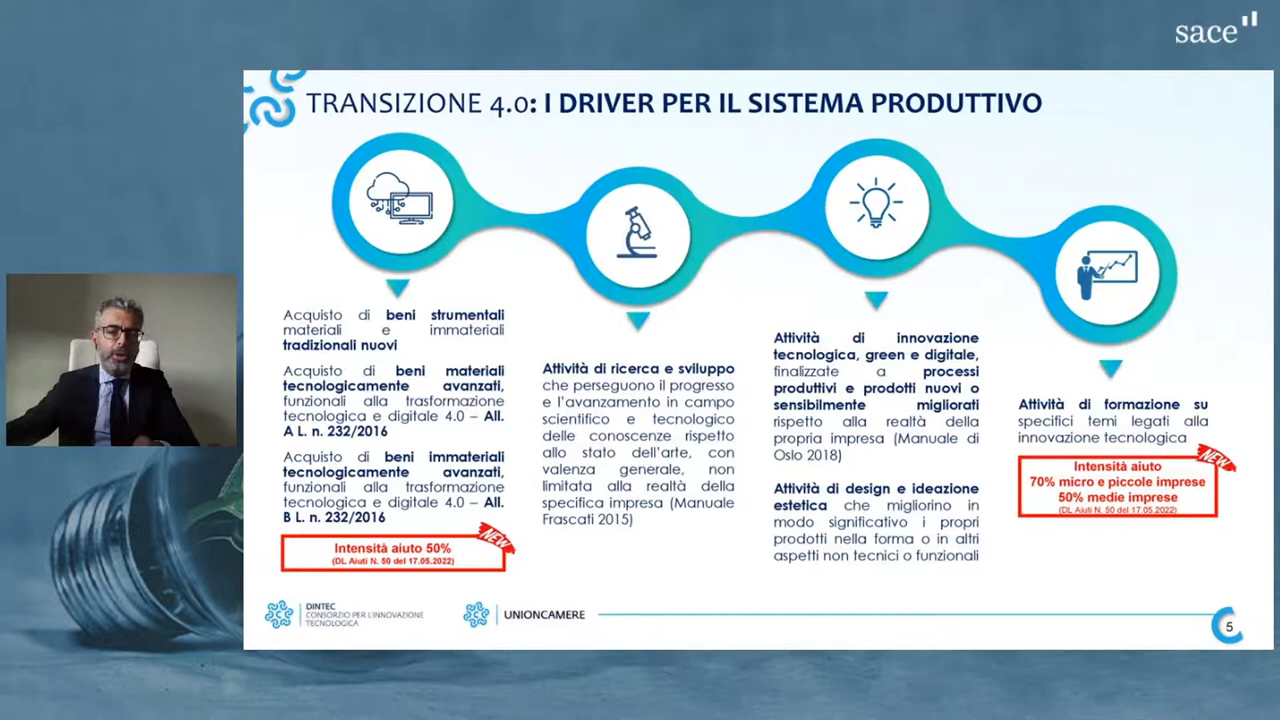 sace
TRANSIZIONE 4.0: I DRIVER PER IL SISTEMA PRODUTTIVO
Acquisto di beni strumentali
materiali e immateriali
tradizionali nuovi
Acquisto di beni materiali
tecnologicamente avanzati,
funzionali alla trasformazione
tecnologica e digitale 4.0 – All.
A L. n. 232/2016
Acquisto di beni immateriali
tecnologicamente avanzati,
funzionali alla trasformazione
tecnologica e digitale 4.0 – All.
B L. n. 232/2016
NEW
Intensità aiuto 50%
(DL Aiuti N. 50 del 17.05.2022)
Attività di ricerca e sviluppo
che perseguono il progresso
e l'avanzamento in campo
scientifico e tecnologico
delle conoscenze rispetto
allo stato dell'arte, con
valenza generale, non
limitata alla realtà della
specifica impresa (Manuale
Frascati 2015)
Attività di innovazione
tecnologica, green e digitale,
finalizzate a processi
produttivi e prodotti nuovi o
sensibilmente migliorati
rispetto alla realtà della
propria impresa (Manuale di
Oslo 2018)
Attività di design e ideazione
estetica che migliorino in
modo significativo i propri
prodotti nella forma o in altri
aspetti non tecnici o funzionali
Attività di formazione su
specifici temi legati alla
innovazione tecnologica
NEW
Intensità aiuto
70% micro e piccole imprese
50% medie imprese
(DL Aiuti N. 50 del 17.05.2022)
DINTEC
CONSORZIO PER L'INNOVAZIONE
TECNOLOGICA
UNIONCAMERE
5